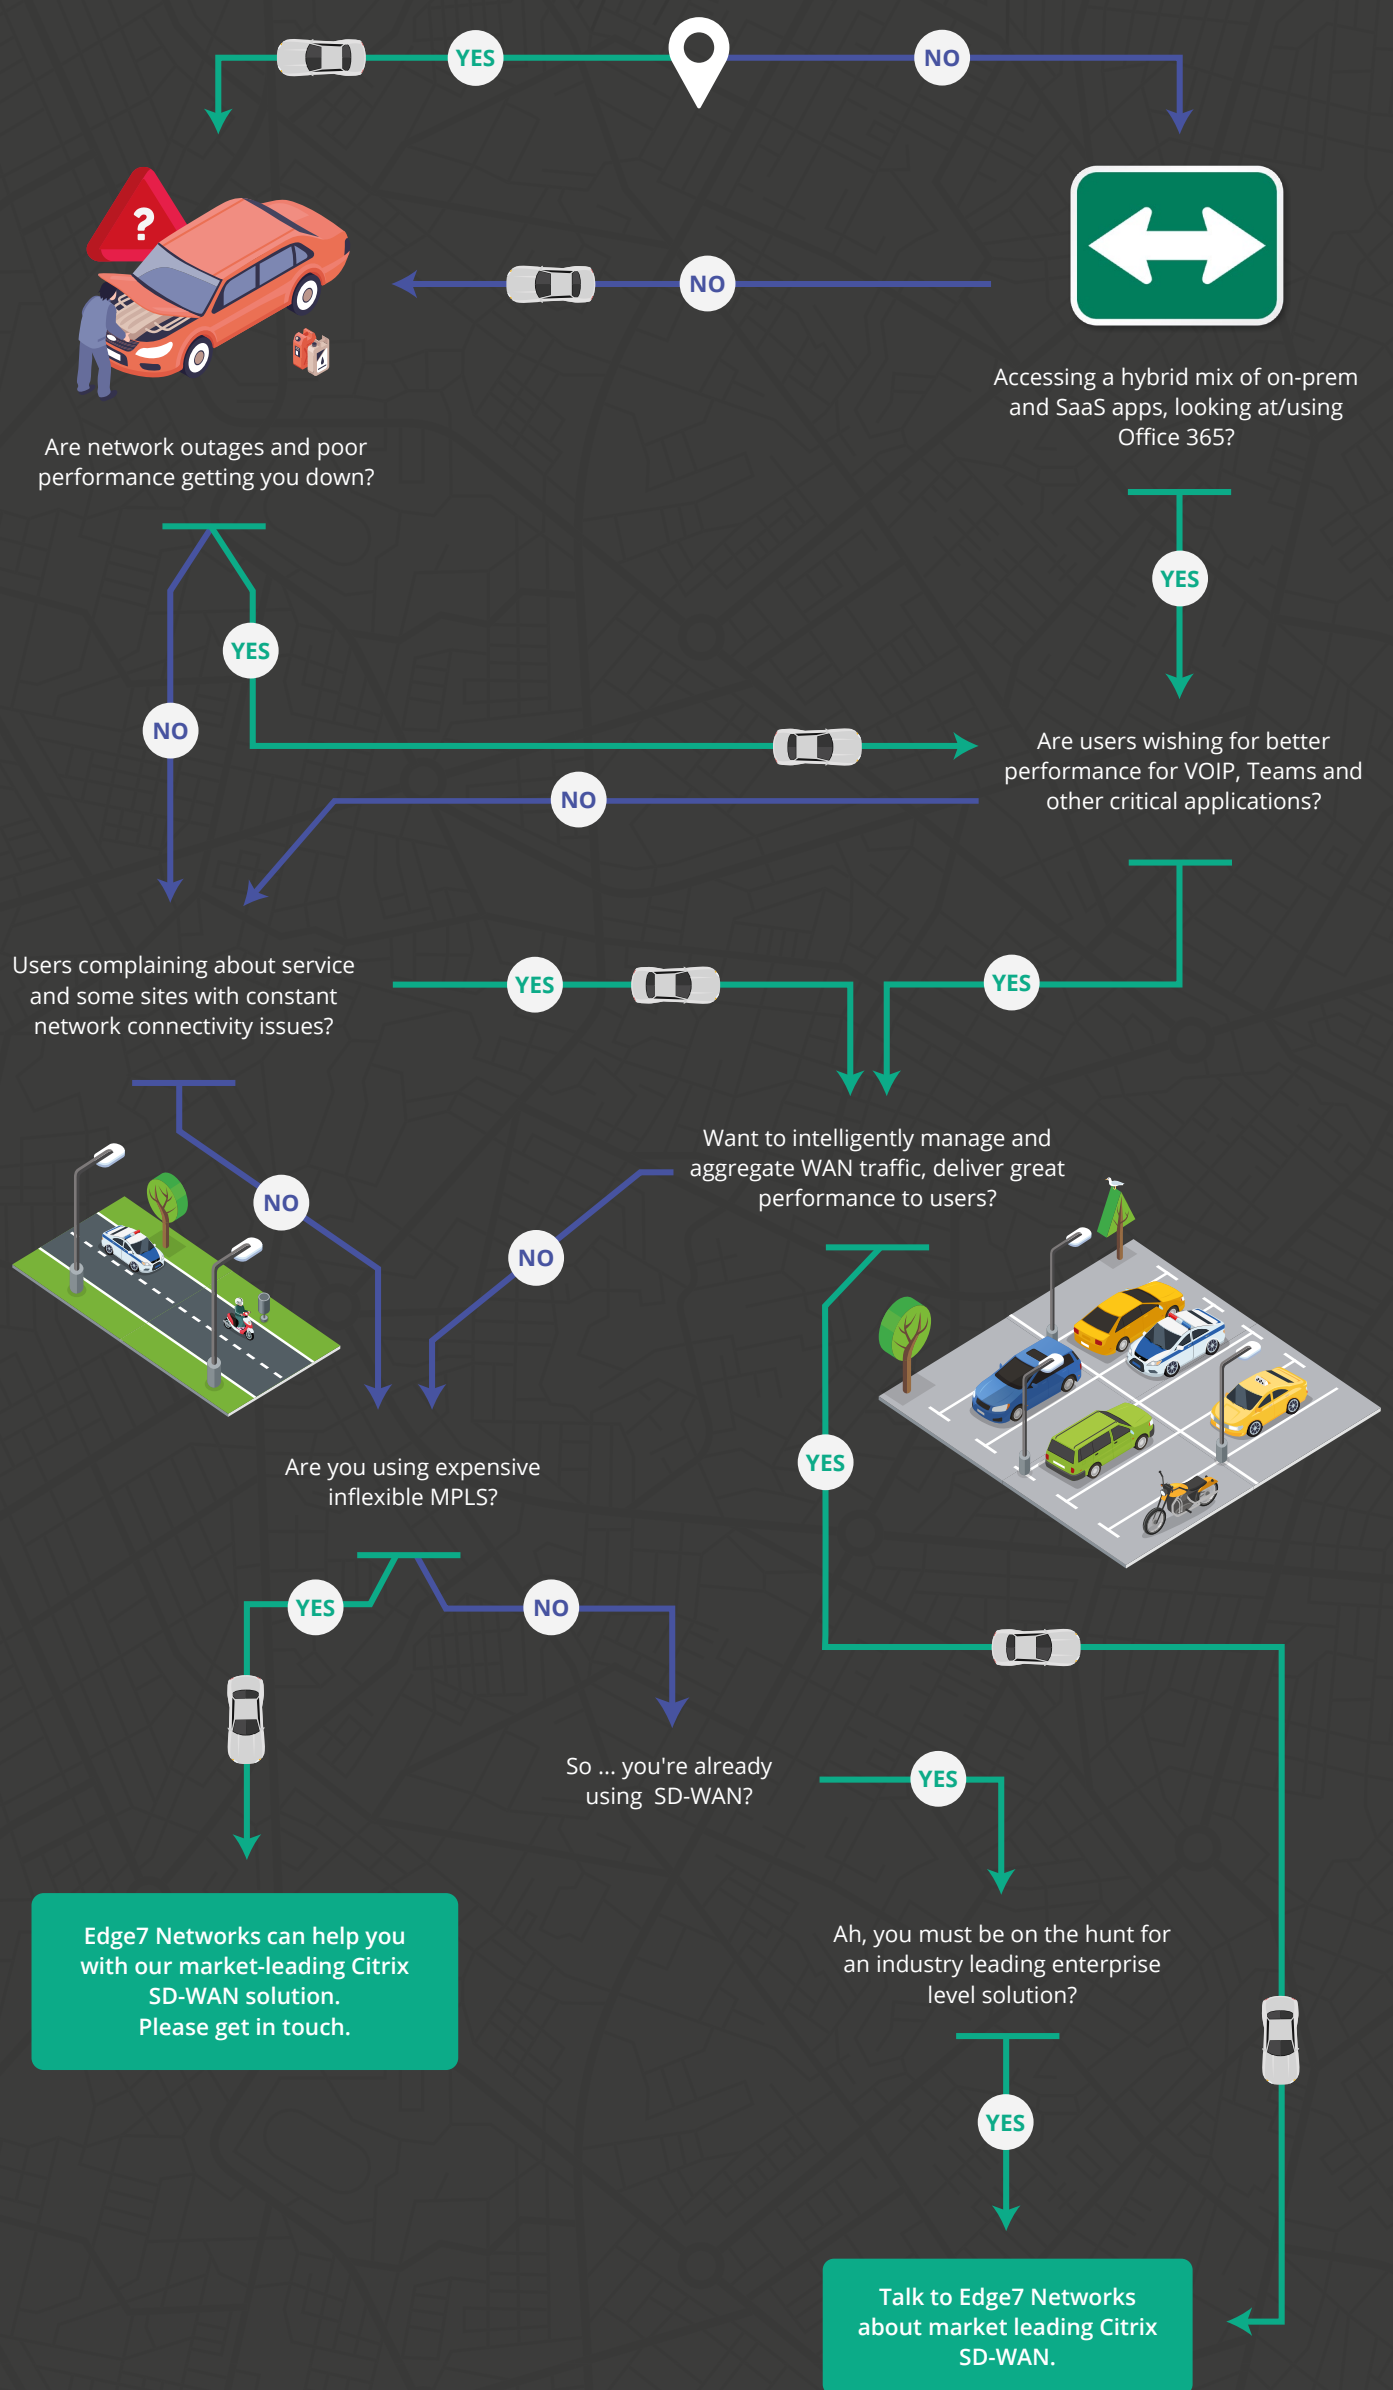 YES
NO
?
NO
Accessing a hybrid mix of on-prem
and SaaS apps, looking at/using
Office 365?
Are network outages and poor
performance getting you down?
YES
YES
NO
Are users wishing for better
performance for VOIP, Teams and
other critical applications?
NO
Users complaining about service
and some sites with constant
network connectivity issues?
YES
YES
Want to intelligently manage and
aggregate WAN traffic, deliver great
performance to users?
NO
NO
Are you using expensive
inflexible MPLS?
YES
YES
NO
So ... you're already
using SD-WAN?
YES
Edge7 Networks can help you
with our market-leading Citrix
SD-WAN solution.
Please get in touch.
Ah, you must be on the hunt for
an industry leading enterprise
level solution?
YES
Talk to Edge7 Networks
about market leading Citrix
SD-WAN.